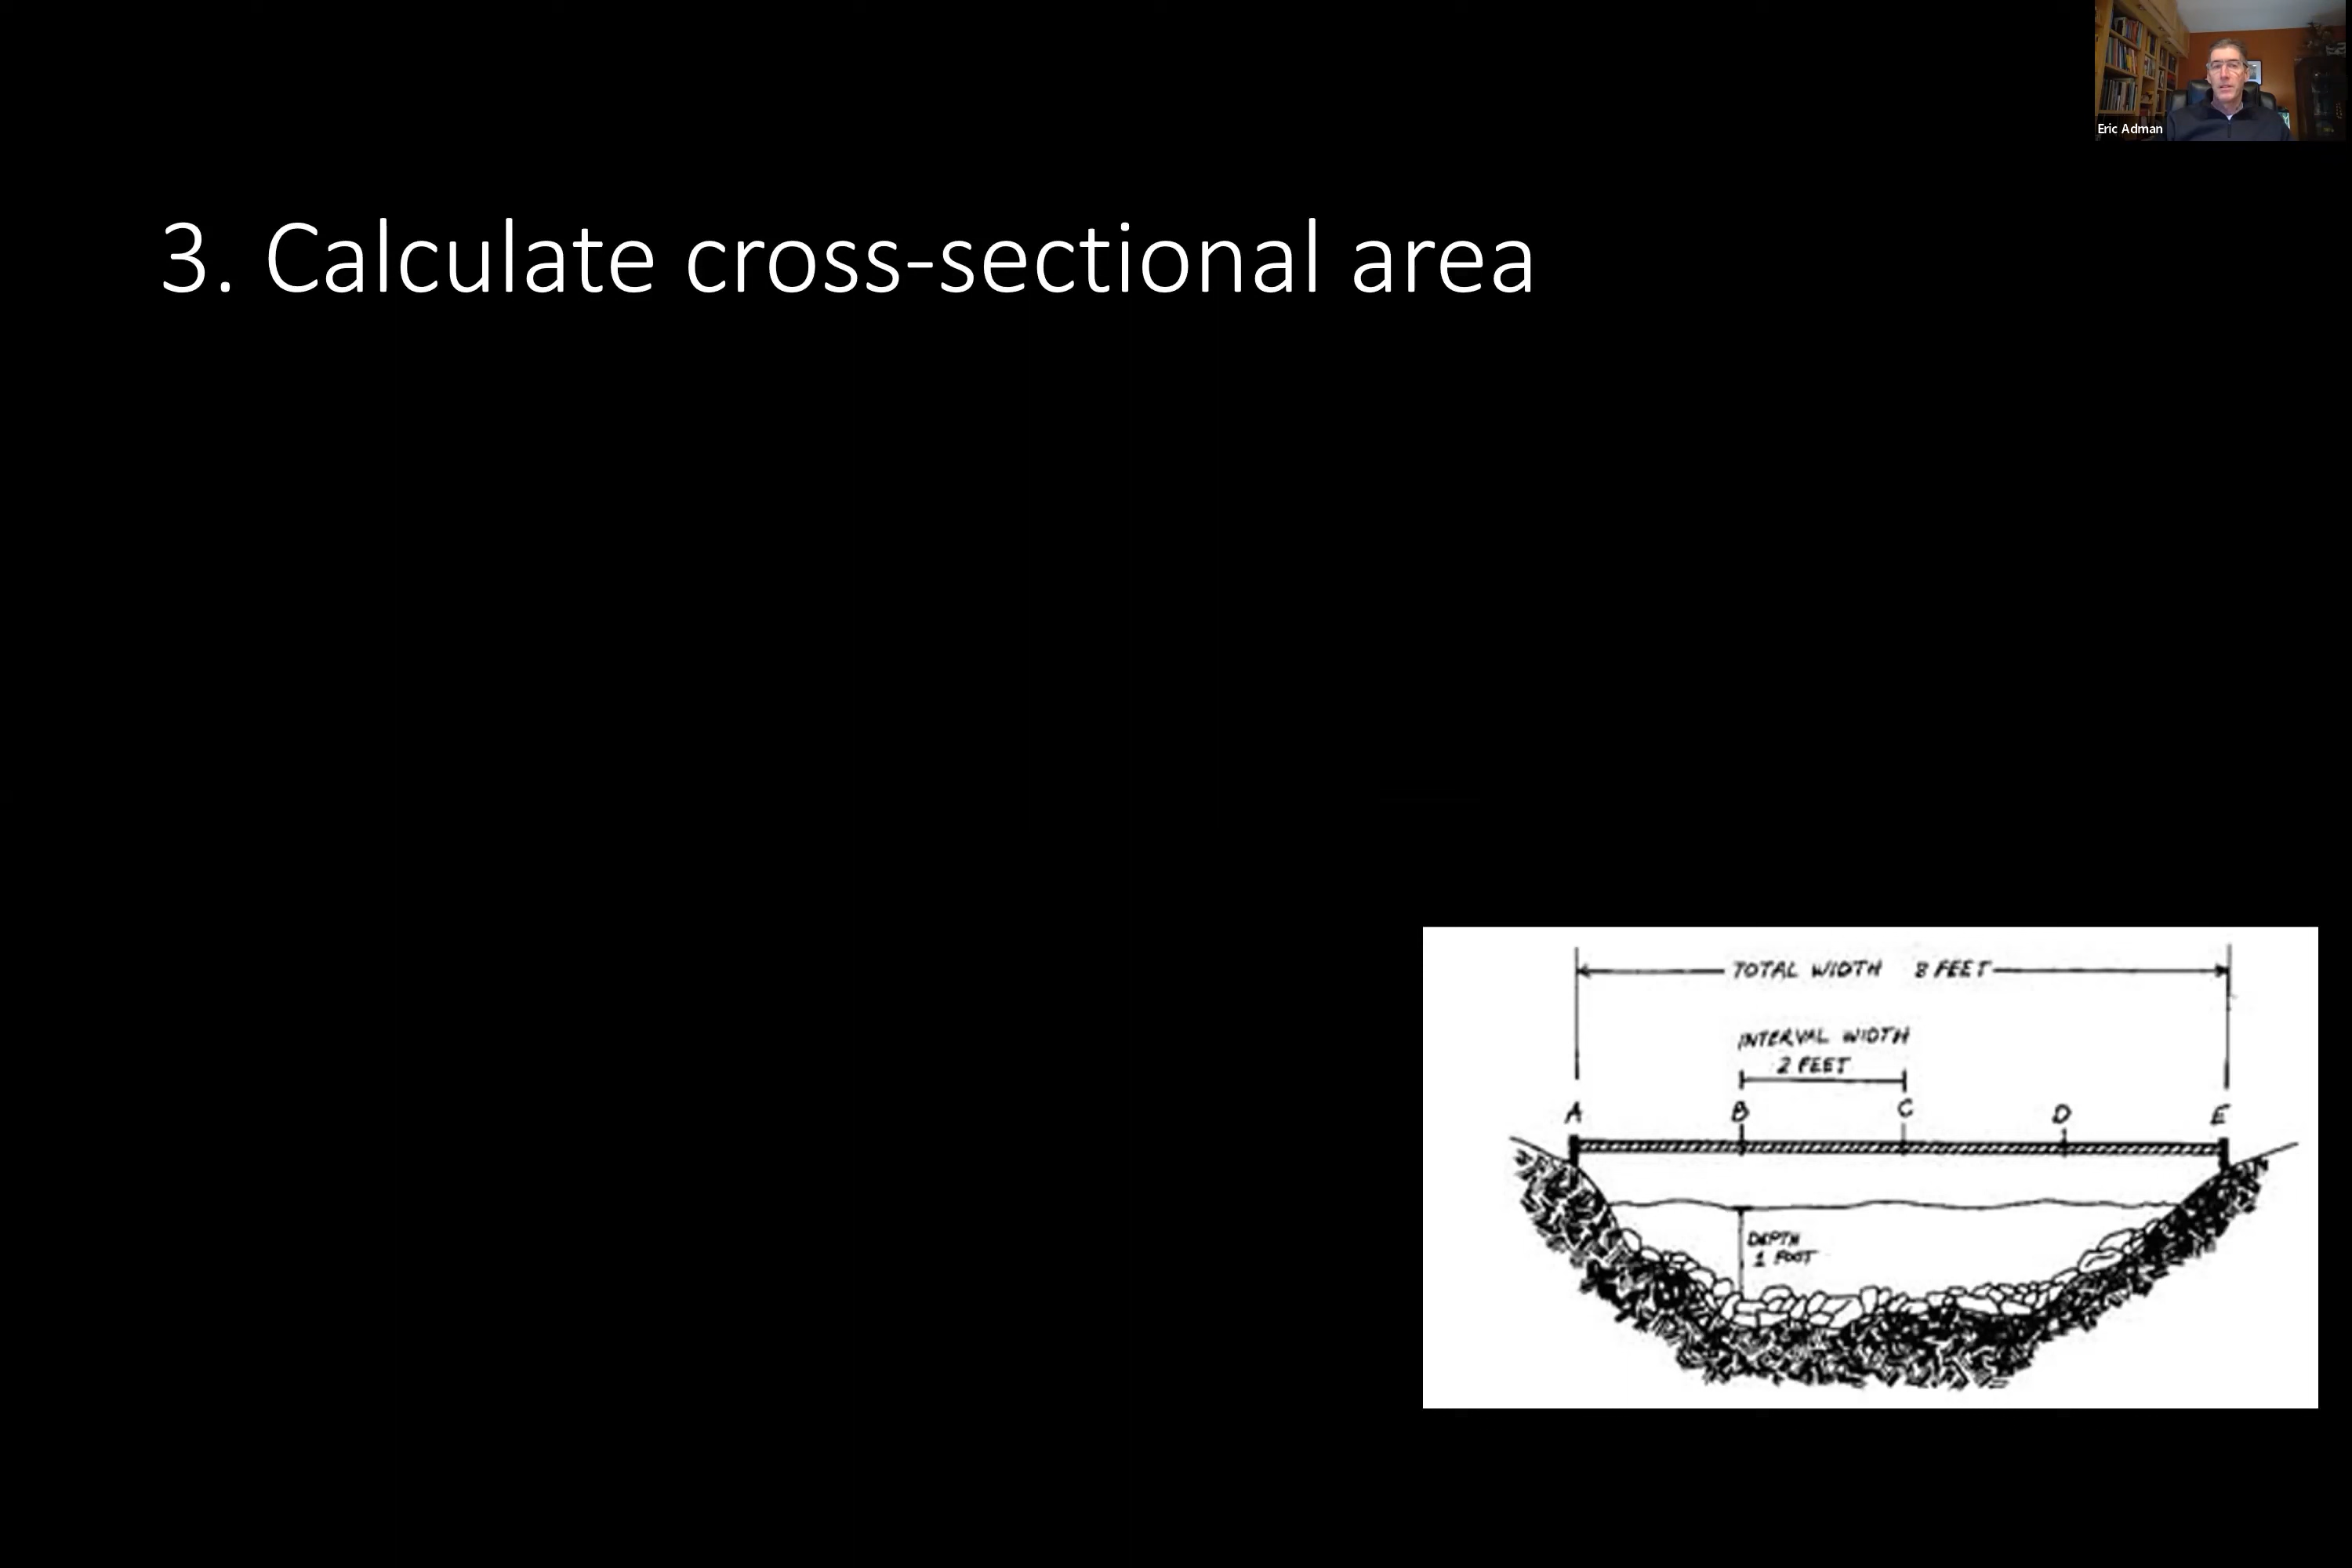 Eric Adman
3. Calculate cross-sectional area
TOTAL WIDTH 8 FEET
INTERVAL WIDTH
2 FEET
A B C D E
DEPTH
1 FOOT